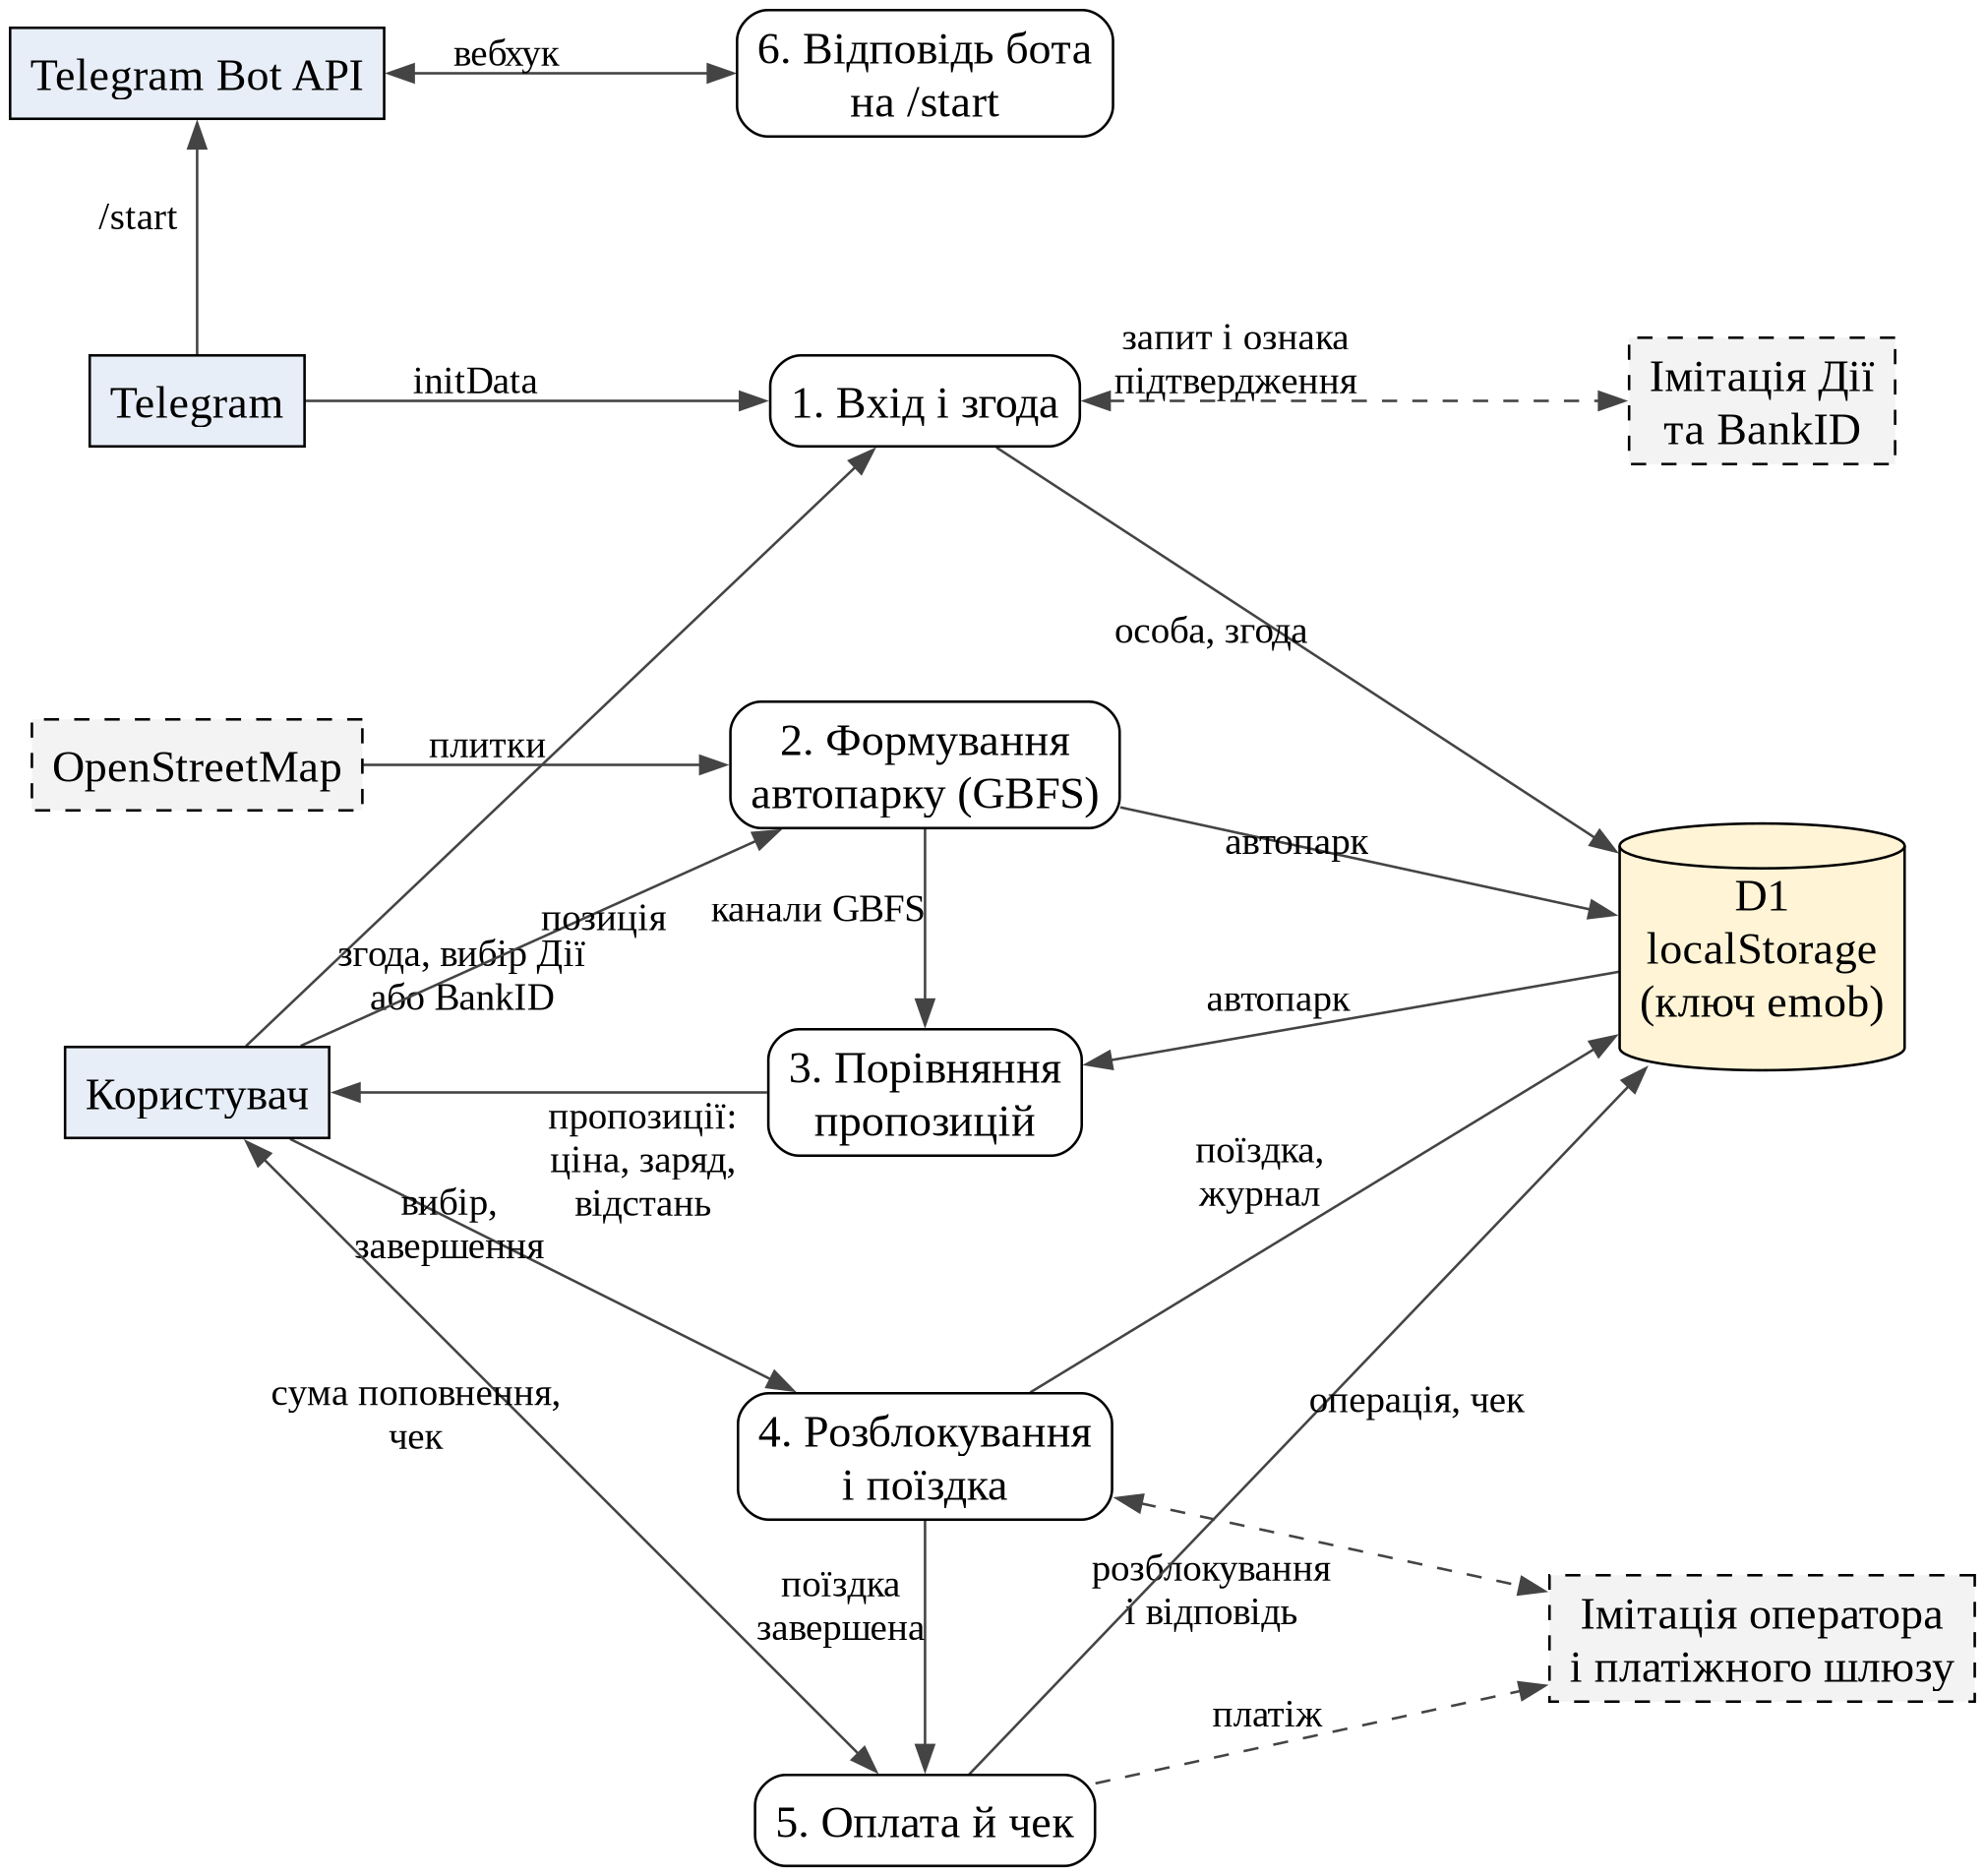 Telegram Bot API
вебхук
6. Відповідь бота
на /start
/start
Telegram
initData
1. Вхід і згода
запит і ознака
підтвердження
Імітація Дії
та BankID
особа, згода
OpenStreetMap
плитки
2. Формування
автопарку (GBFS)
автопарк
D1
localStorage
(ключ emob)
канали GBFS
позиція
згода, вибір Дії
або BankID
автопарк
Користувач
3. Порівняння
пропозицій
пропозиції:
ціна, заряд,
відстань
вибір,
завершення
поїздка,
журнал
сума поповнення,
чек
4. Розблокування
і поїздка
операція, чек
поїздка
завершена
розблокування
і відповідь
Імітація оператора
і платіжного шлюзу
платіж
5. Оплата й чек